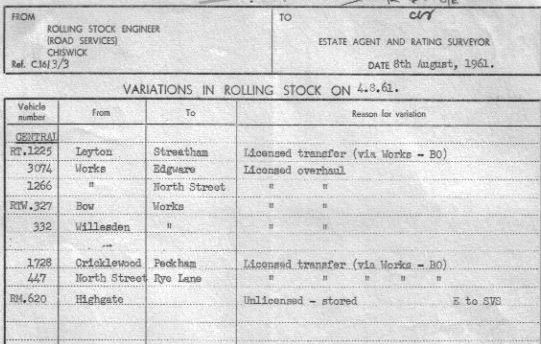 FROM
ROLLING STOCK ENGINEER
(ROAD SERVICES)
CHISWICK
Ref. C.161/3/3
TO
ESTATE AGENT AND RATING SURVEYOR
DATE 8th August, 1961.
VARIATIONS IN ROLLING STOCK ON 4.8.61.
Vehicle number From To Reason for variation
CENTRAL
RT.1225 Leyton Streatham Licensed transfer (via Works - BO)
3074 Works Edgware Licensed overhaul
1266 " North Street " "
RTW.327 Bow Works " "
332 Willesden " " "
1728 Cricklewood Peckham Licensed transfer (via Works - BO)
447 North Street Rye Lane " " " " "
RM.620 Highgate Unlicensed - stored E to SVS